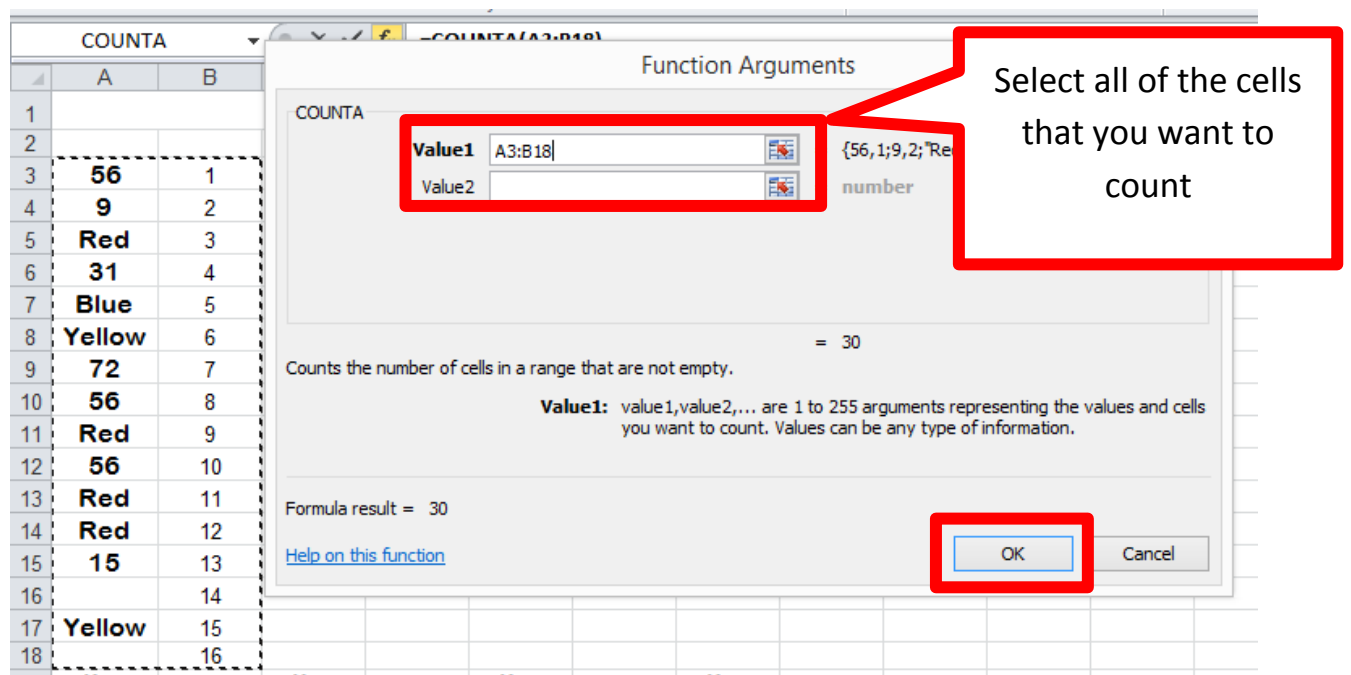 COUNTA
A B
Function Arguments
Select all of the cells
that you want to
count
COUNTA
Value1 A3:B18 {56,1;9,2;"Re
Value2 number
1
2
3 56 1
4 9 2
5 Red 3
6 31 4
7 Blue 5
8 Yellow 6
9 72 7
10 56 8
11 Red 9
12 56 10
13 Red 11
14 Red 12
15 15 13
16 14
17 Yellow 15
18 16
= 30
Counts the number of cells in a range that are not empty.
Value1: value1,value2,... are 1 to 255 arguments representing the values and cells
you want to count. Values can be any type of information.
Formula result = 30
Help on this function
OK Cancel